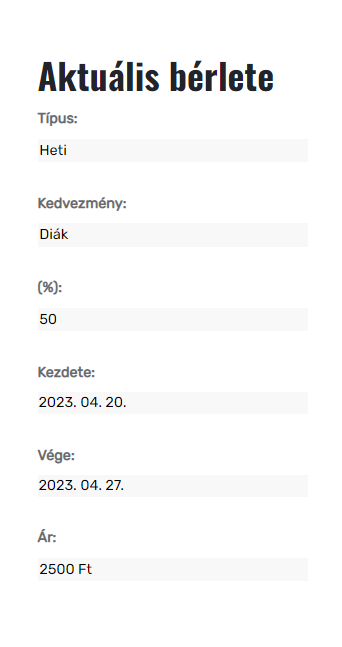 Aktuális bérlete
Típus:
Heti
Kedvezmény:
Diák
(%):
50
Kezdete:
2023. 04. 20.
Vége:
2023. 04. 27.
Ár:
2500 Ft